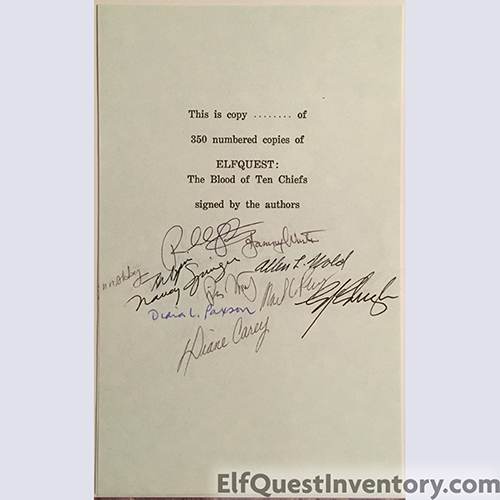 This is copy ........ of
350 numbered copies of
ELFQUEST:
The Blood of Ten Chiefs
signed by the authors
Nancy Springer
Allen L. Wold
Diana L. Paxson
Diane Carey
ElfQuestInventory.com